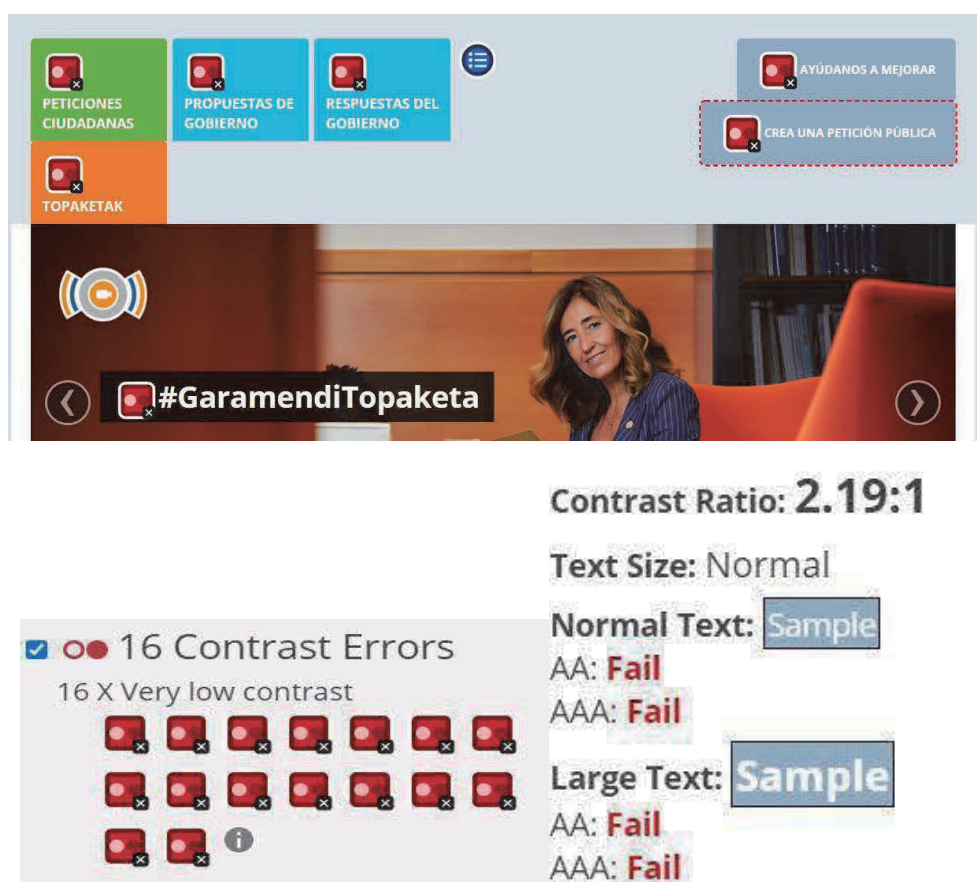 PETICIONES
CIUDADANAS
PROPUESTAS DE
GOBIERNO
RESPUESTAS DEL
GOBIERNO
AYÚDANOS A MEJORAR
CREA UNA PETICIÓN PÚBLICA
TOPAKETAK
#GaramendiTopaketa
Contrast Ratio: 2.19:1
Text Size: Normal
Normal Text: Sample
AA: Fail
AAA: Fail
Large Text: Sample
AA: Fail
AAA: Fail
16 Contrast Errors
16 X Very low contrast